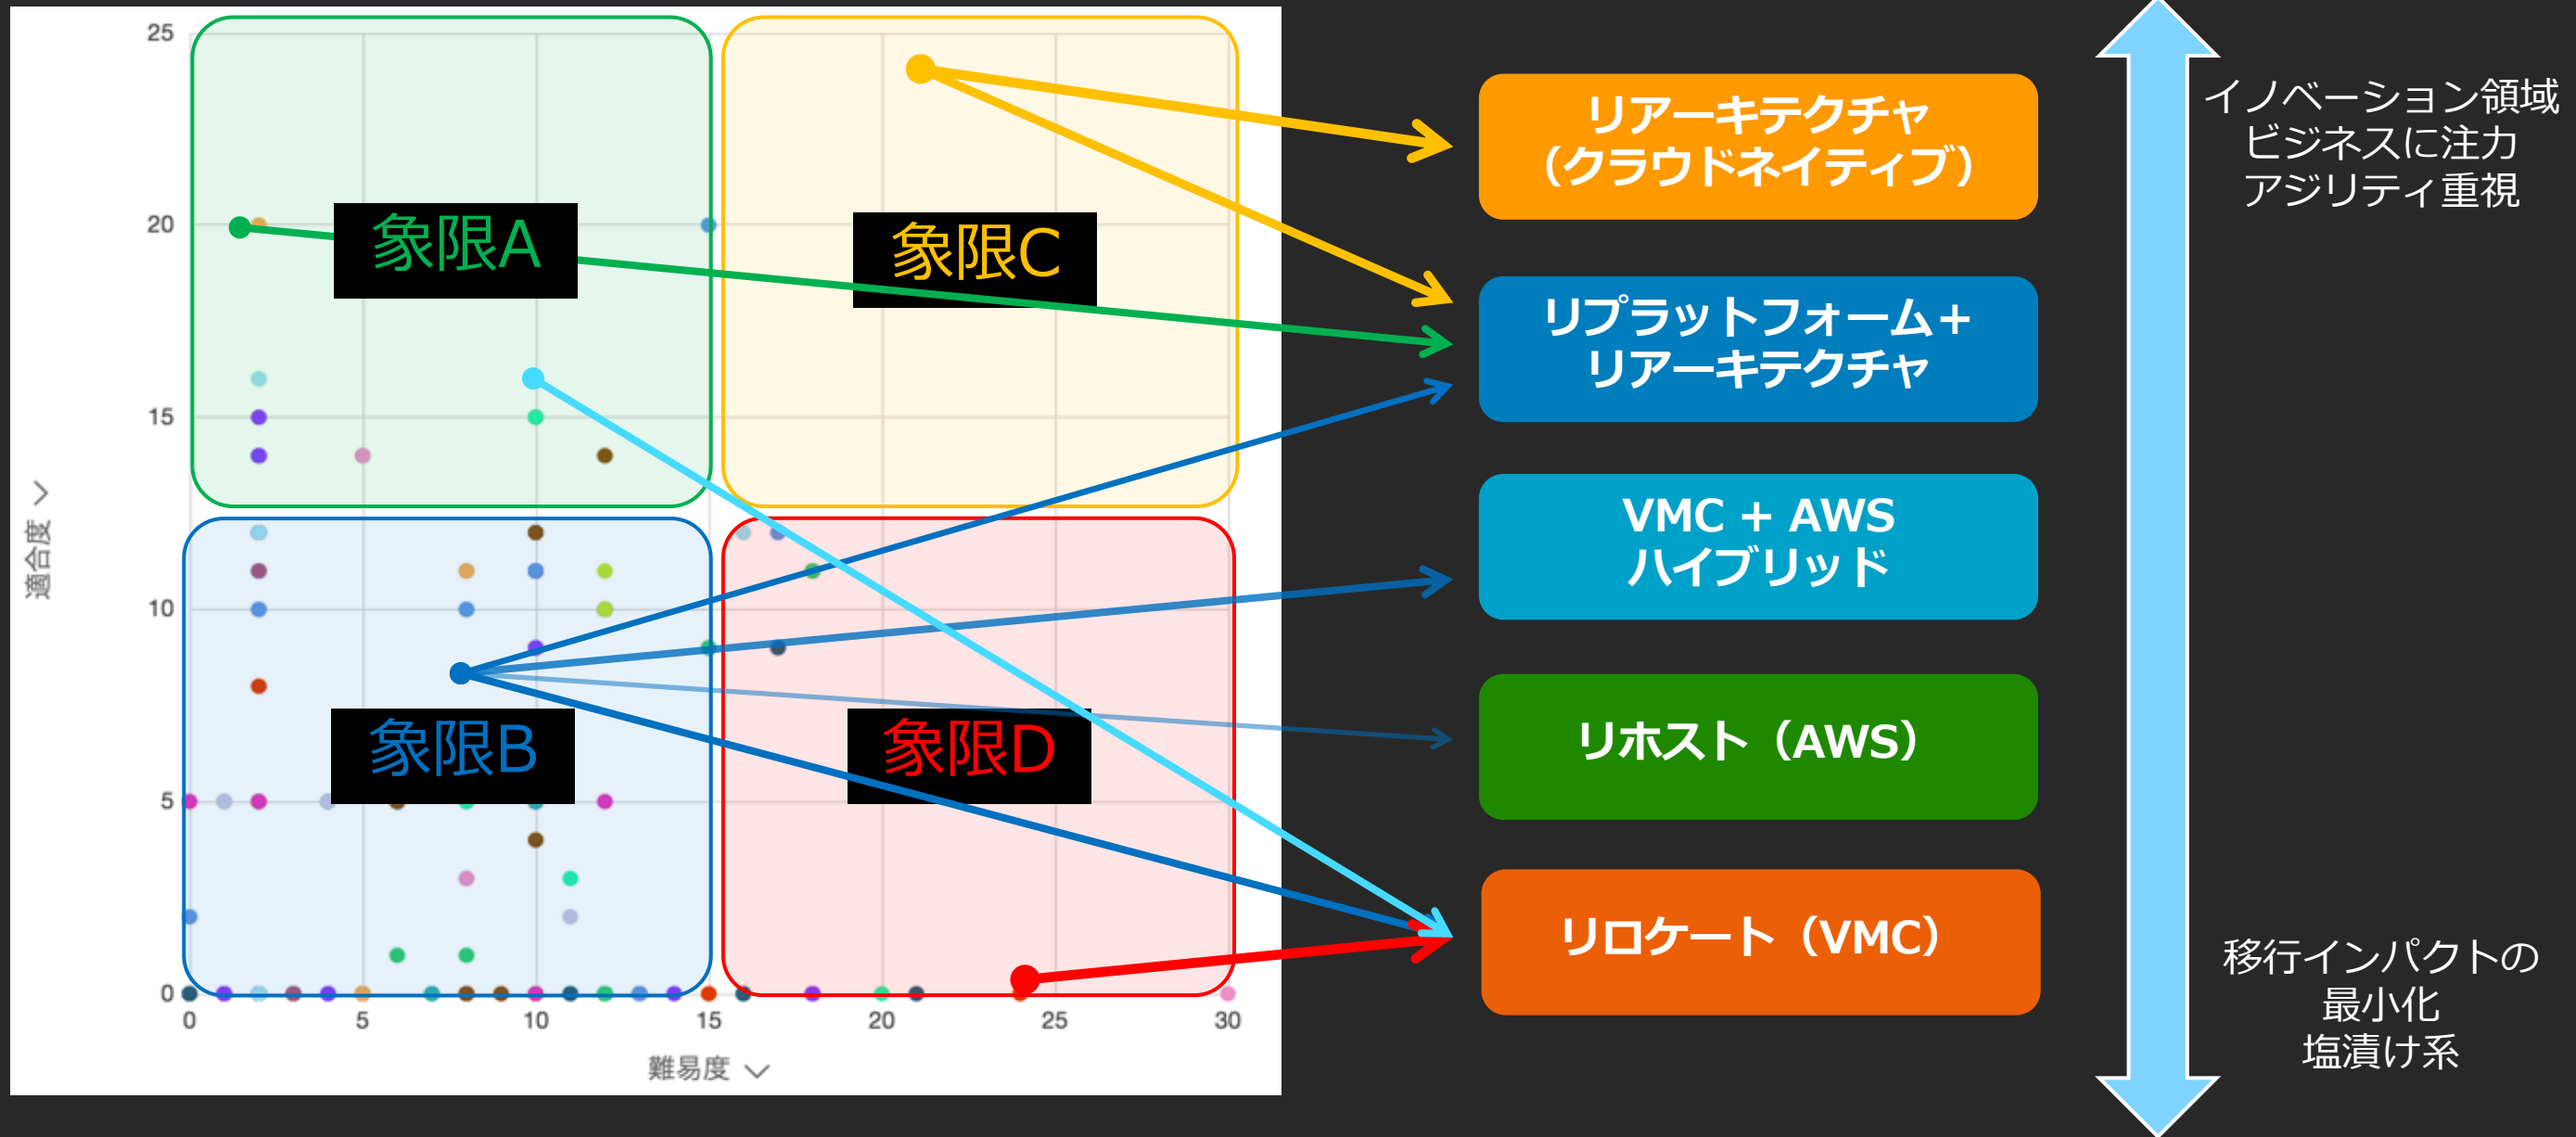 25
20
15
10
5
0
適合度
0
5
10
15
20
25
30
難易度
象限A
象限C
象限B
象限D
リアーキテクチャ
（クラウドネイティブ）
リプラットフォーム＋
リアーキテクチャ
VMC + AWS
ハイブリッド
リホスト（AWS）
リロケート（VMC）
イノベーション領域
ビジネスに注力
アジリティ重視
移行インパクトの
最小化
塩漬け系